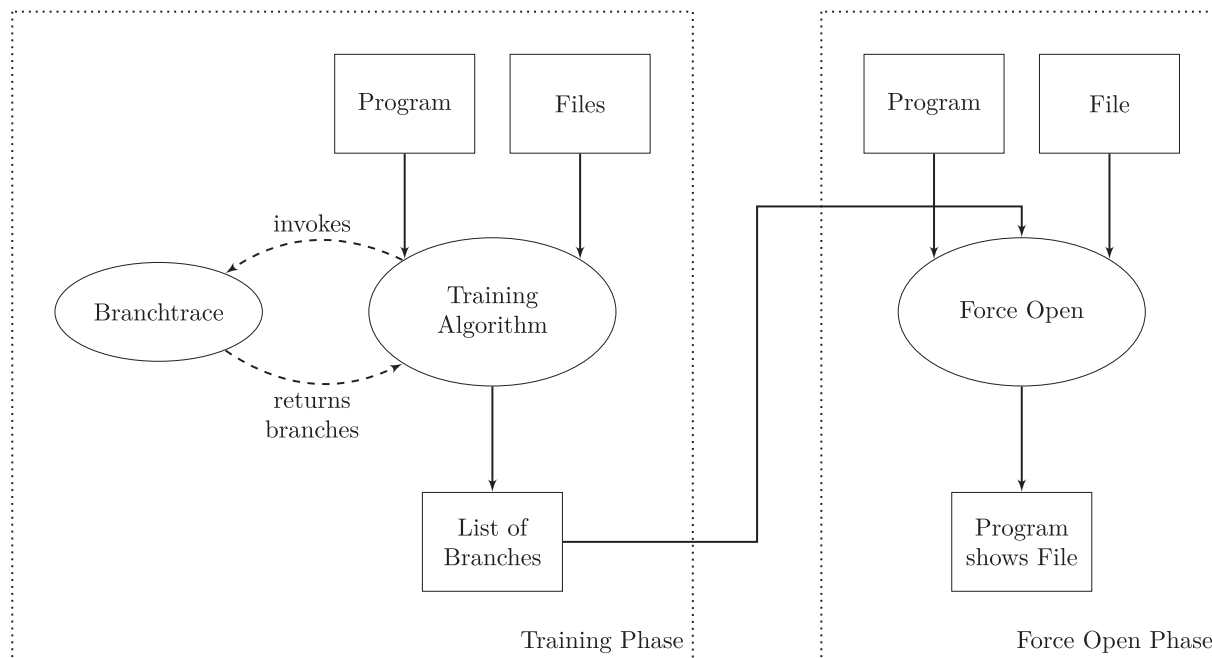 Program
Files
invokes
Branchtrace
Training
Algorithm
returns
branches
List of
Branches
Training Phase
Program
File
Force Open
Program
shows File
Force Open Phase